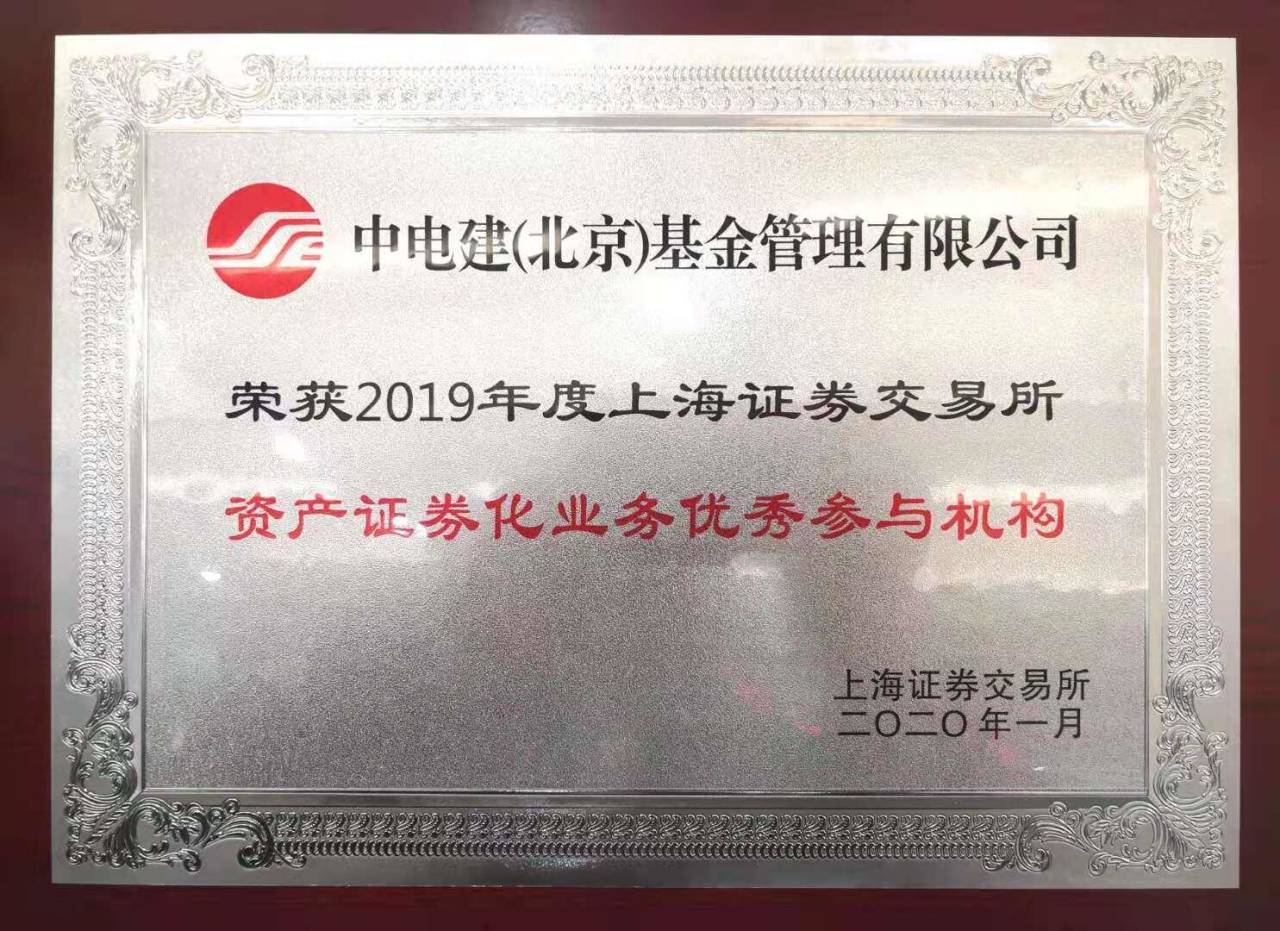 中电建(北京)基金管理有限公司
荣获2019年度上海证券交易所
资产证券化业务优秀参与机构
上海证券交易所
二〇二〇年一月